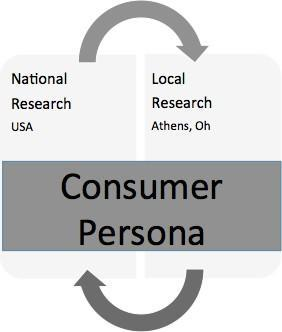 National
Research
USA
Local
Research
Athens, Oh
Consumer
Persona